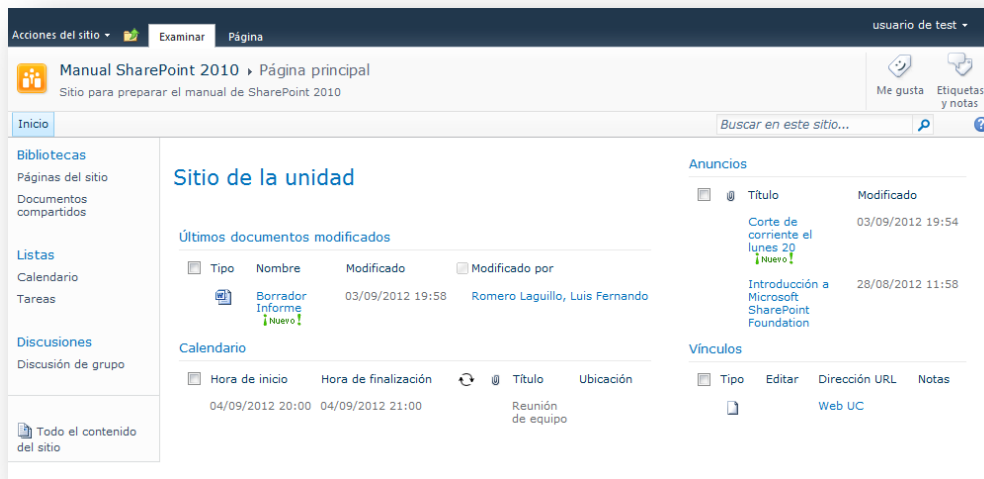 usuario de test
Acciones del sitio
Examinar
Página
Manual SharePoint 2010 ▸ Página principal
Sitio para preparar el manual de SharePoint 2010
Me gusta
Etiquetas
y notas
Inicio
Buscar en este sitio...
Bibliotecas
Páginas del sitio
Documentos
compartidos
Listas
Calendario
Tareas
Discusiones
Discusión de grupo
Todo el contenido
del sitio
Sitio de la unidad
Últimos documentos modificados
Tipo Nombre Modificado Modificado por
Borrador 03/09/2012 19:58 Romero Laguillo, Luis Fernando
Informe
¡Nuevo!
Calendario
Hora de inicio Hora de finalización Título Ubicación
04/09/2012 20:00 04/09/2012 21:00 Reunión
de equipo
Anuncios
Título Modificado
Corte de 03/09/2012 19:54
corriente el
lunes 20
¡Nuevo!
Introducción a 28/08/2012 11:58
Microsoft
SharePoint
Foundation
Vínculos
Tipo Editar Dirección URL Notas
Web UC